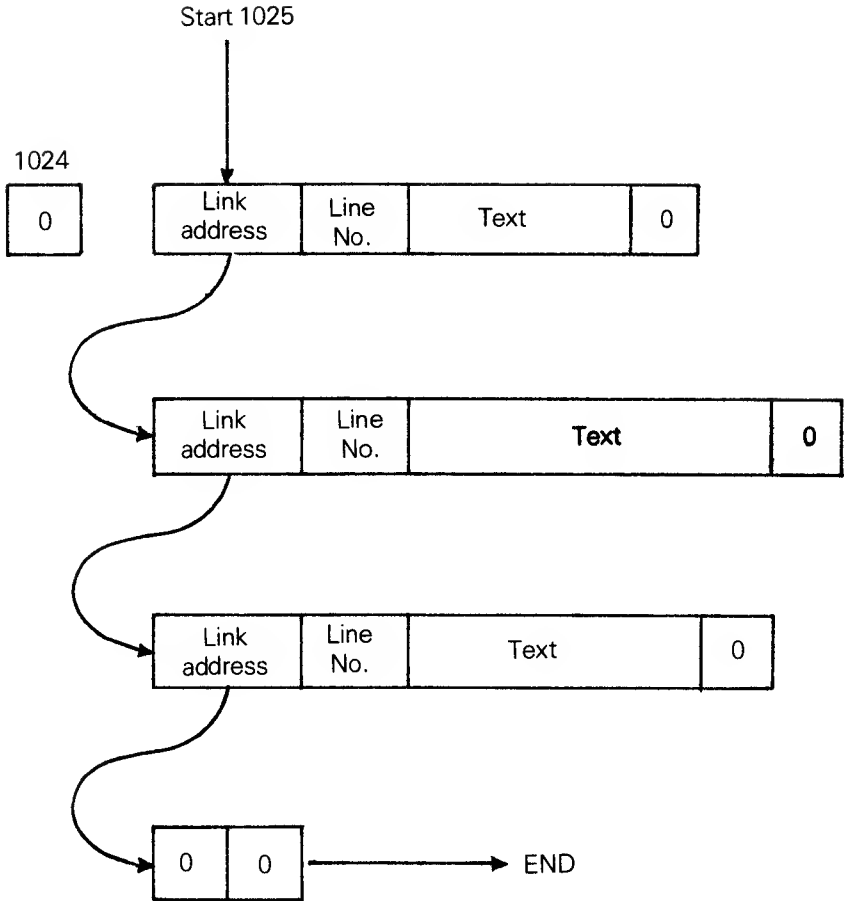 Start 1025
1024
0
Link address
Line No.
Text
0
Link address
Line No.
Text
0
Link address
Line No.
Text
0
0
0
END